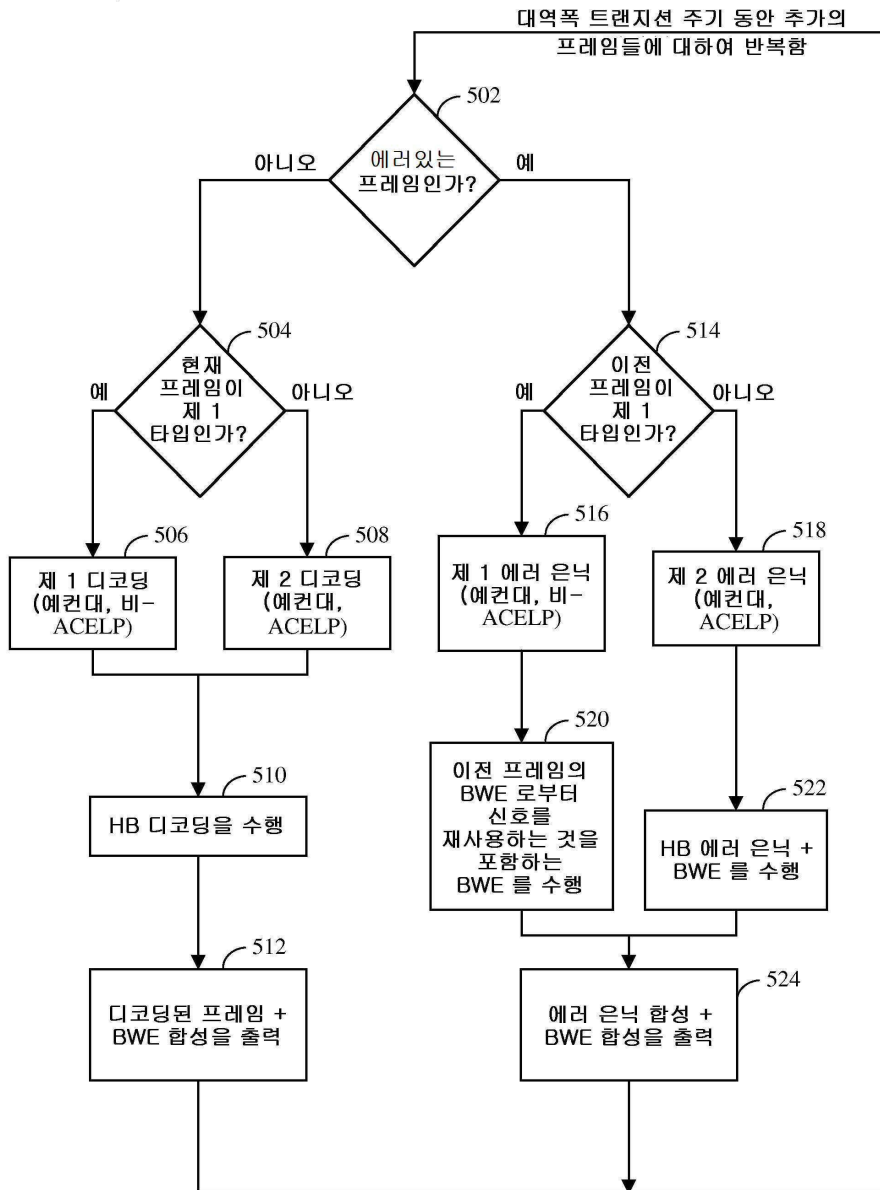 대역폭 트랜지션 주기 동안 추가의
프레임들에 대하여 반복함
502
에러있는
프레임인가?
아니오
예
504
현재
프레임이
제 1
타입인가?
예
아니오
514
이전
프레임이
제 1
타입인가?
예
아니오
506
제 1 디코딩
(예컨대, 비-
ACELP)
508
제 2 디코딩
(예컨대,
ACELP)
516
제 1 에러 은닉
(예컨대, 비-
ACELP)
518
제 2 에러 은닉
(예컨대,
ACELP)
510
HB 디코딩을 수행
520
이전 프레임의
BWE 로부터
신호를
재사용하는 것을
포함하는
BWE 를 수행
522
HB 에러 은닉 +
BWE 를 수행
512
디코딩된 프레임 +
BWE 합성을 출력
524
에러 은닉 합성 +
BWE 합성을 출력